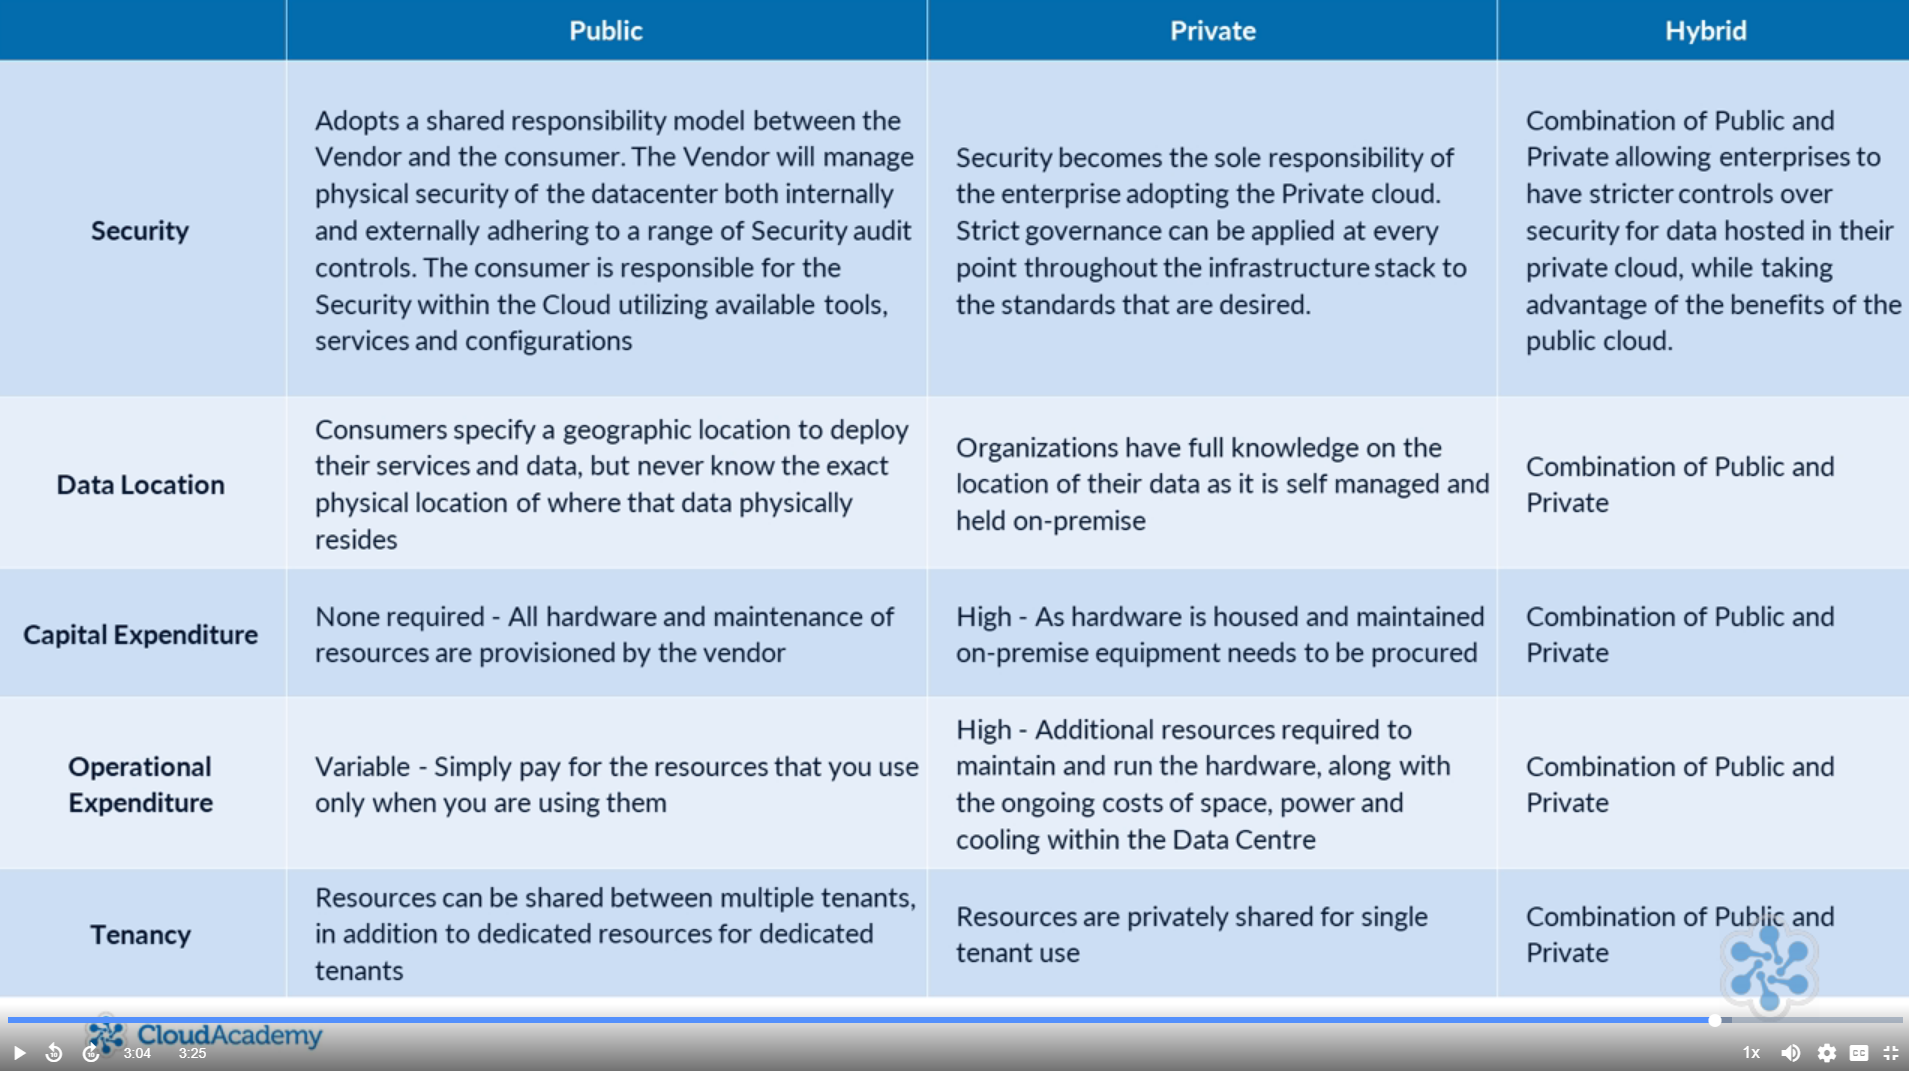 Public
Private
Hybrid
Security
Adopts a shared responsibility model between the
Vendor and the consumer. The Vendor will manage
physical security of the datacenter both internally
and externally adhering to a range of Security audit
controls. The consumer is responsible for the
Security within the Cloud utilizing available tools,
services and configurations
Security becomes the sole responsibility of
the enterprise adopting the Private cloud.
Strict governance can be applied at every
point throughout the infrastructure stack to
the standards that are desired.
Combination of Public and
Private allowing enterprises to
have stricter controls over
security for data hosted in their
private cloud, while taking
advantage of the benefits of the
public cloud.
Data Location
Consumers specify a geographic location to deploy
their services and data, but never know the exact
physical location of where that data physically
resides
Organizations have full knowledge on the
location of their data as it is self managed and
held on-premise
Combination of Public and
Private
Capital Expenditure
None required - All hardware and maintenance of
resources are provisioned by the vendor
High - As hardware is housed and maintained
on-premise equipment needs to be procured
Combination of Public and
Private
Operational
Expenditure
Variable - Simply pay for the resources that you use
only when you are using them
High - Additional resources required to
maintain and run the hardware, along with
the ongoing costs of space, power and
cooling within the Data Centre
Combination of Public and
Private
Tenancy
Resources can be shared between multiple tenants,
in addition to dedicated resources for dedicated
tenants
Resources are privately shared for single
tenant use
Combination of Public and
Private
CloudAcademy
10
10
3:04
3:25
1x
CC